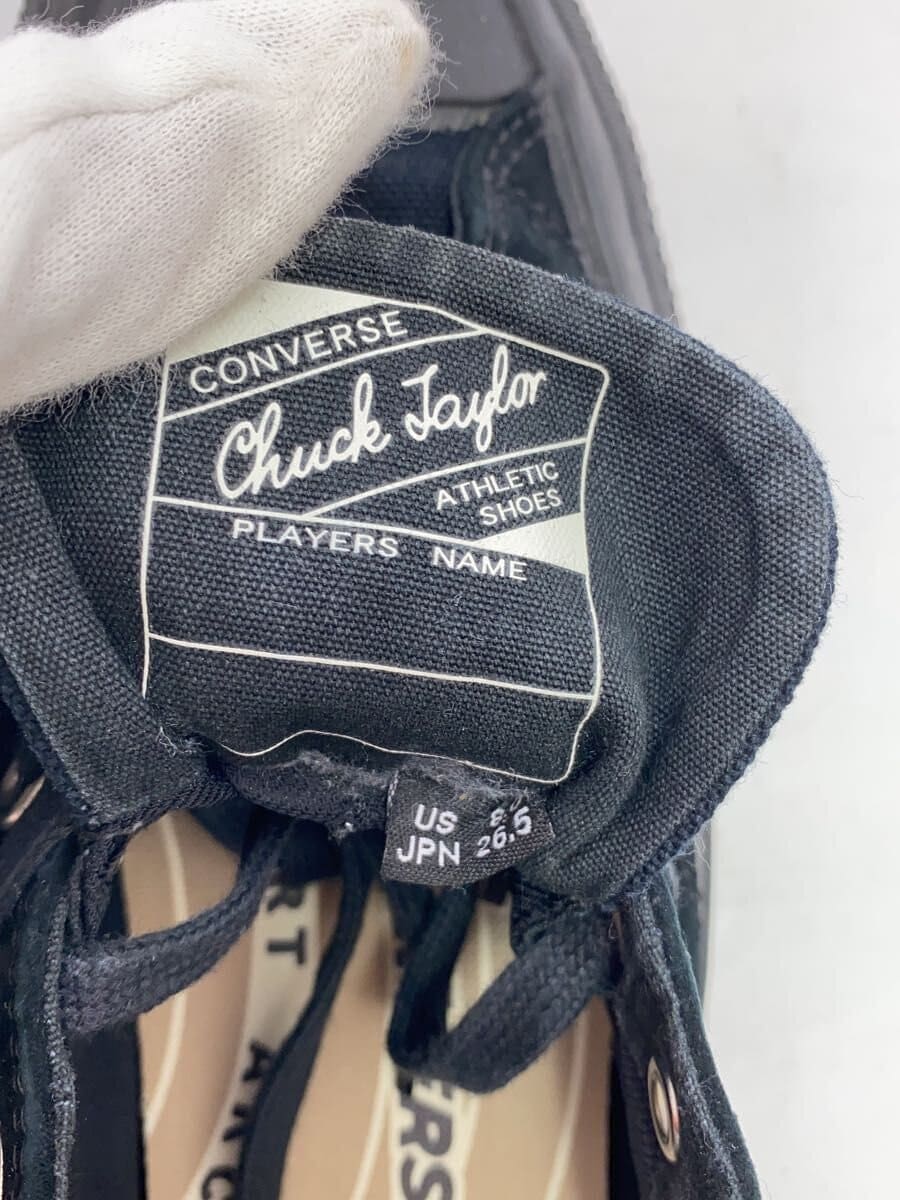 CONVERSE
Chuck Taylor
ATHLETIC
SHOES
PLAYERS NAME
US
JPN 26.5